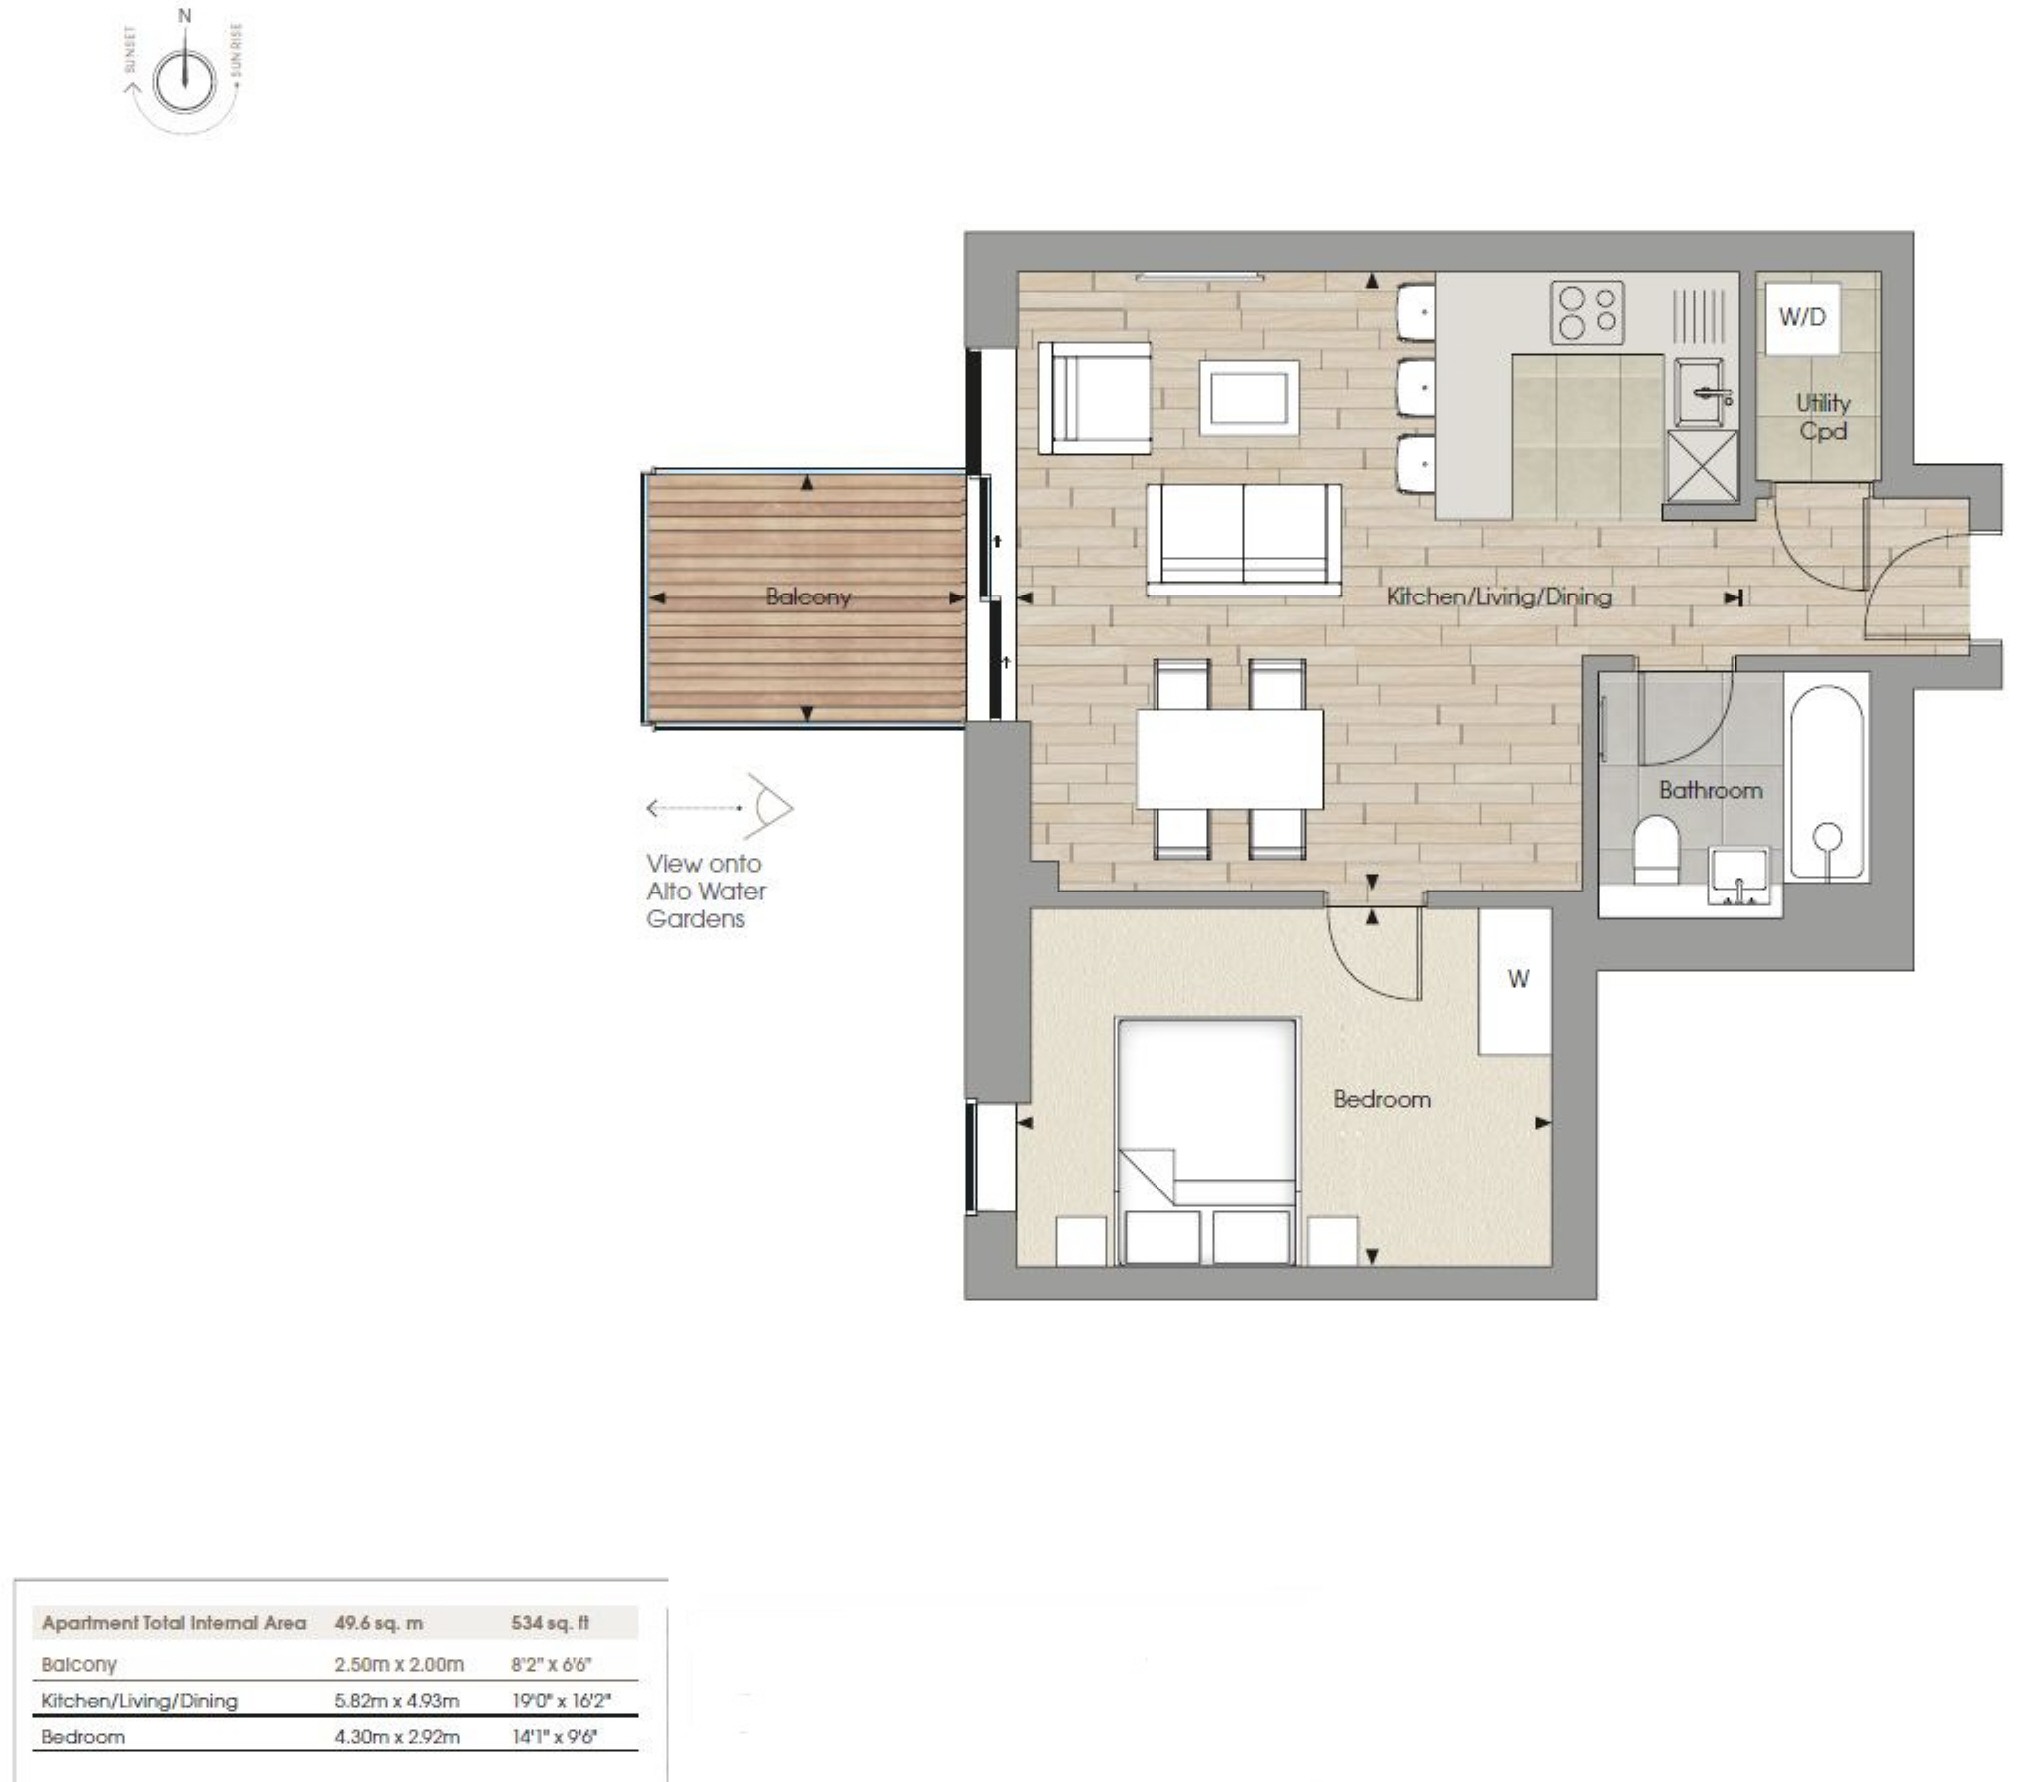 N
SUNSET
SUNRISE
W/D
Utility
Cpd
Balcony
Kitchen/Living/Dining
Bathroom
View onto
Alto Water
Gardens
W
Bedroom
Apartment Total Internal Area 49.6 sq. m 534 sq. ft
Balcony 2.50m x 2.00m 8'2" x 6'6"
Kitchen/Living/Dining 5.82m x 4.93m 19'0" x 16'2"
Bedroom 4.30m x 2.92m 14'1" x 9'6"